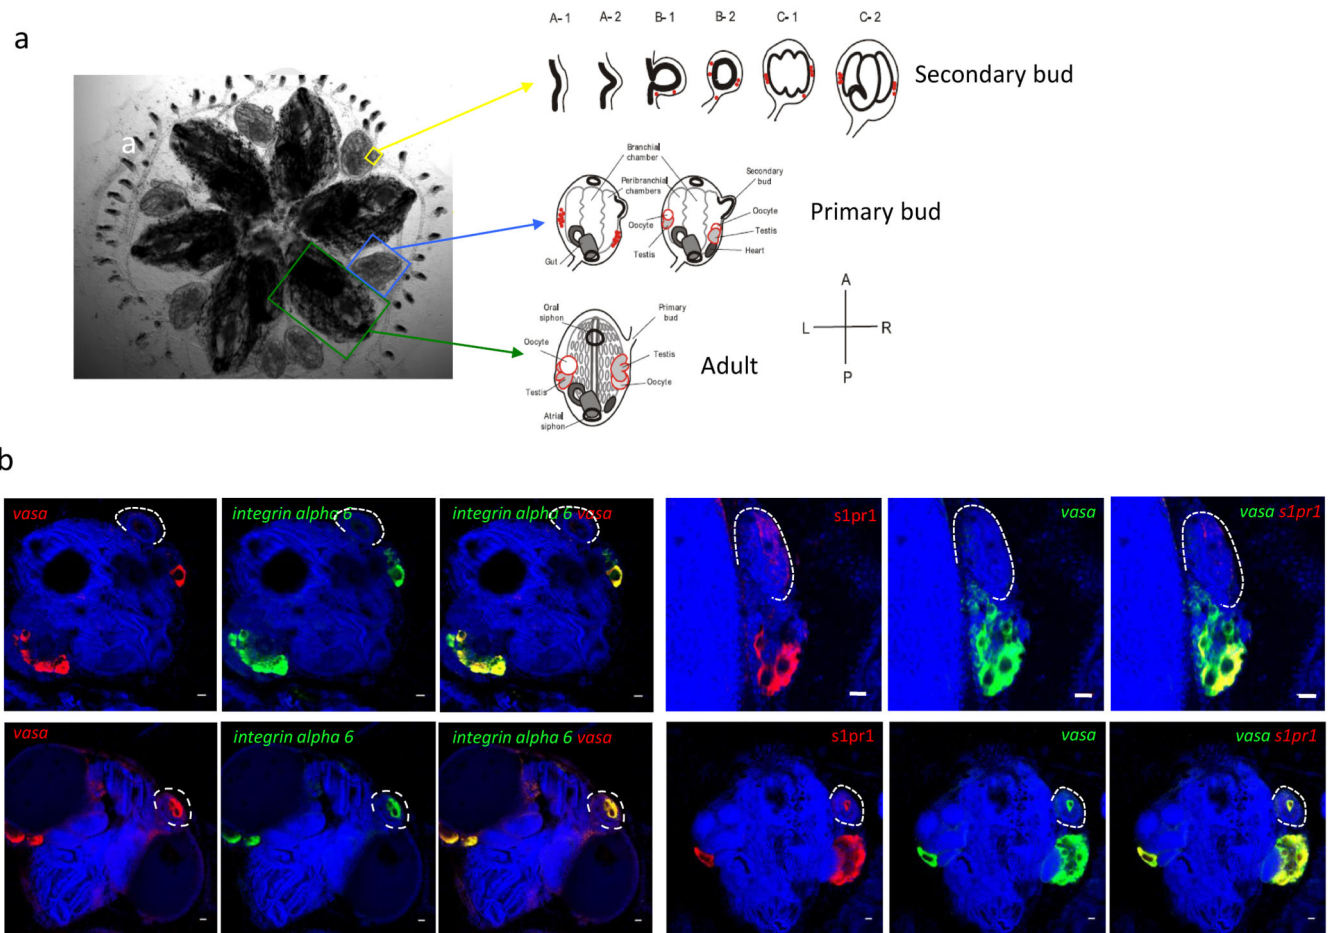 a
A-1 A-2 B-1 B-2 C-1 C-2
Secondary bud
a
Branchial
chamber
Peribranchial
chambers
Secondary
bud
Oocyte
Testis
Gut
Oocyte
Testis
Heart
Oocyte
Testis
Primary bud
A
L R
P
Oral
siphon
Primary
bud
Oocyte
Testis
Testis
Oocyte
Atrial
siphon
Adult
b
vasa
integrin alpha 6
integrin alpha 6 vasa
s1pr1
vasa
vasa s1pr1
vasa
integrin alpha 6
integrin alpha 6 vasa
s1pr1
vasa
vasa s1pr1